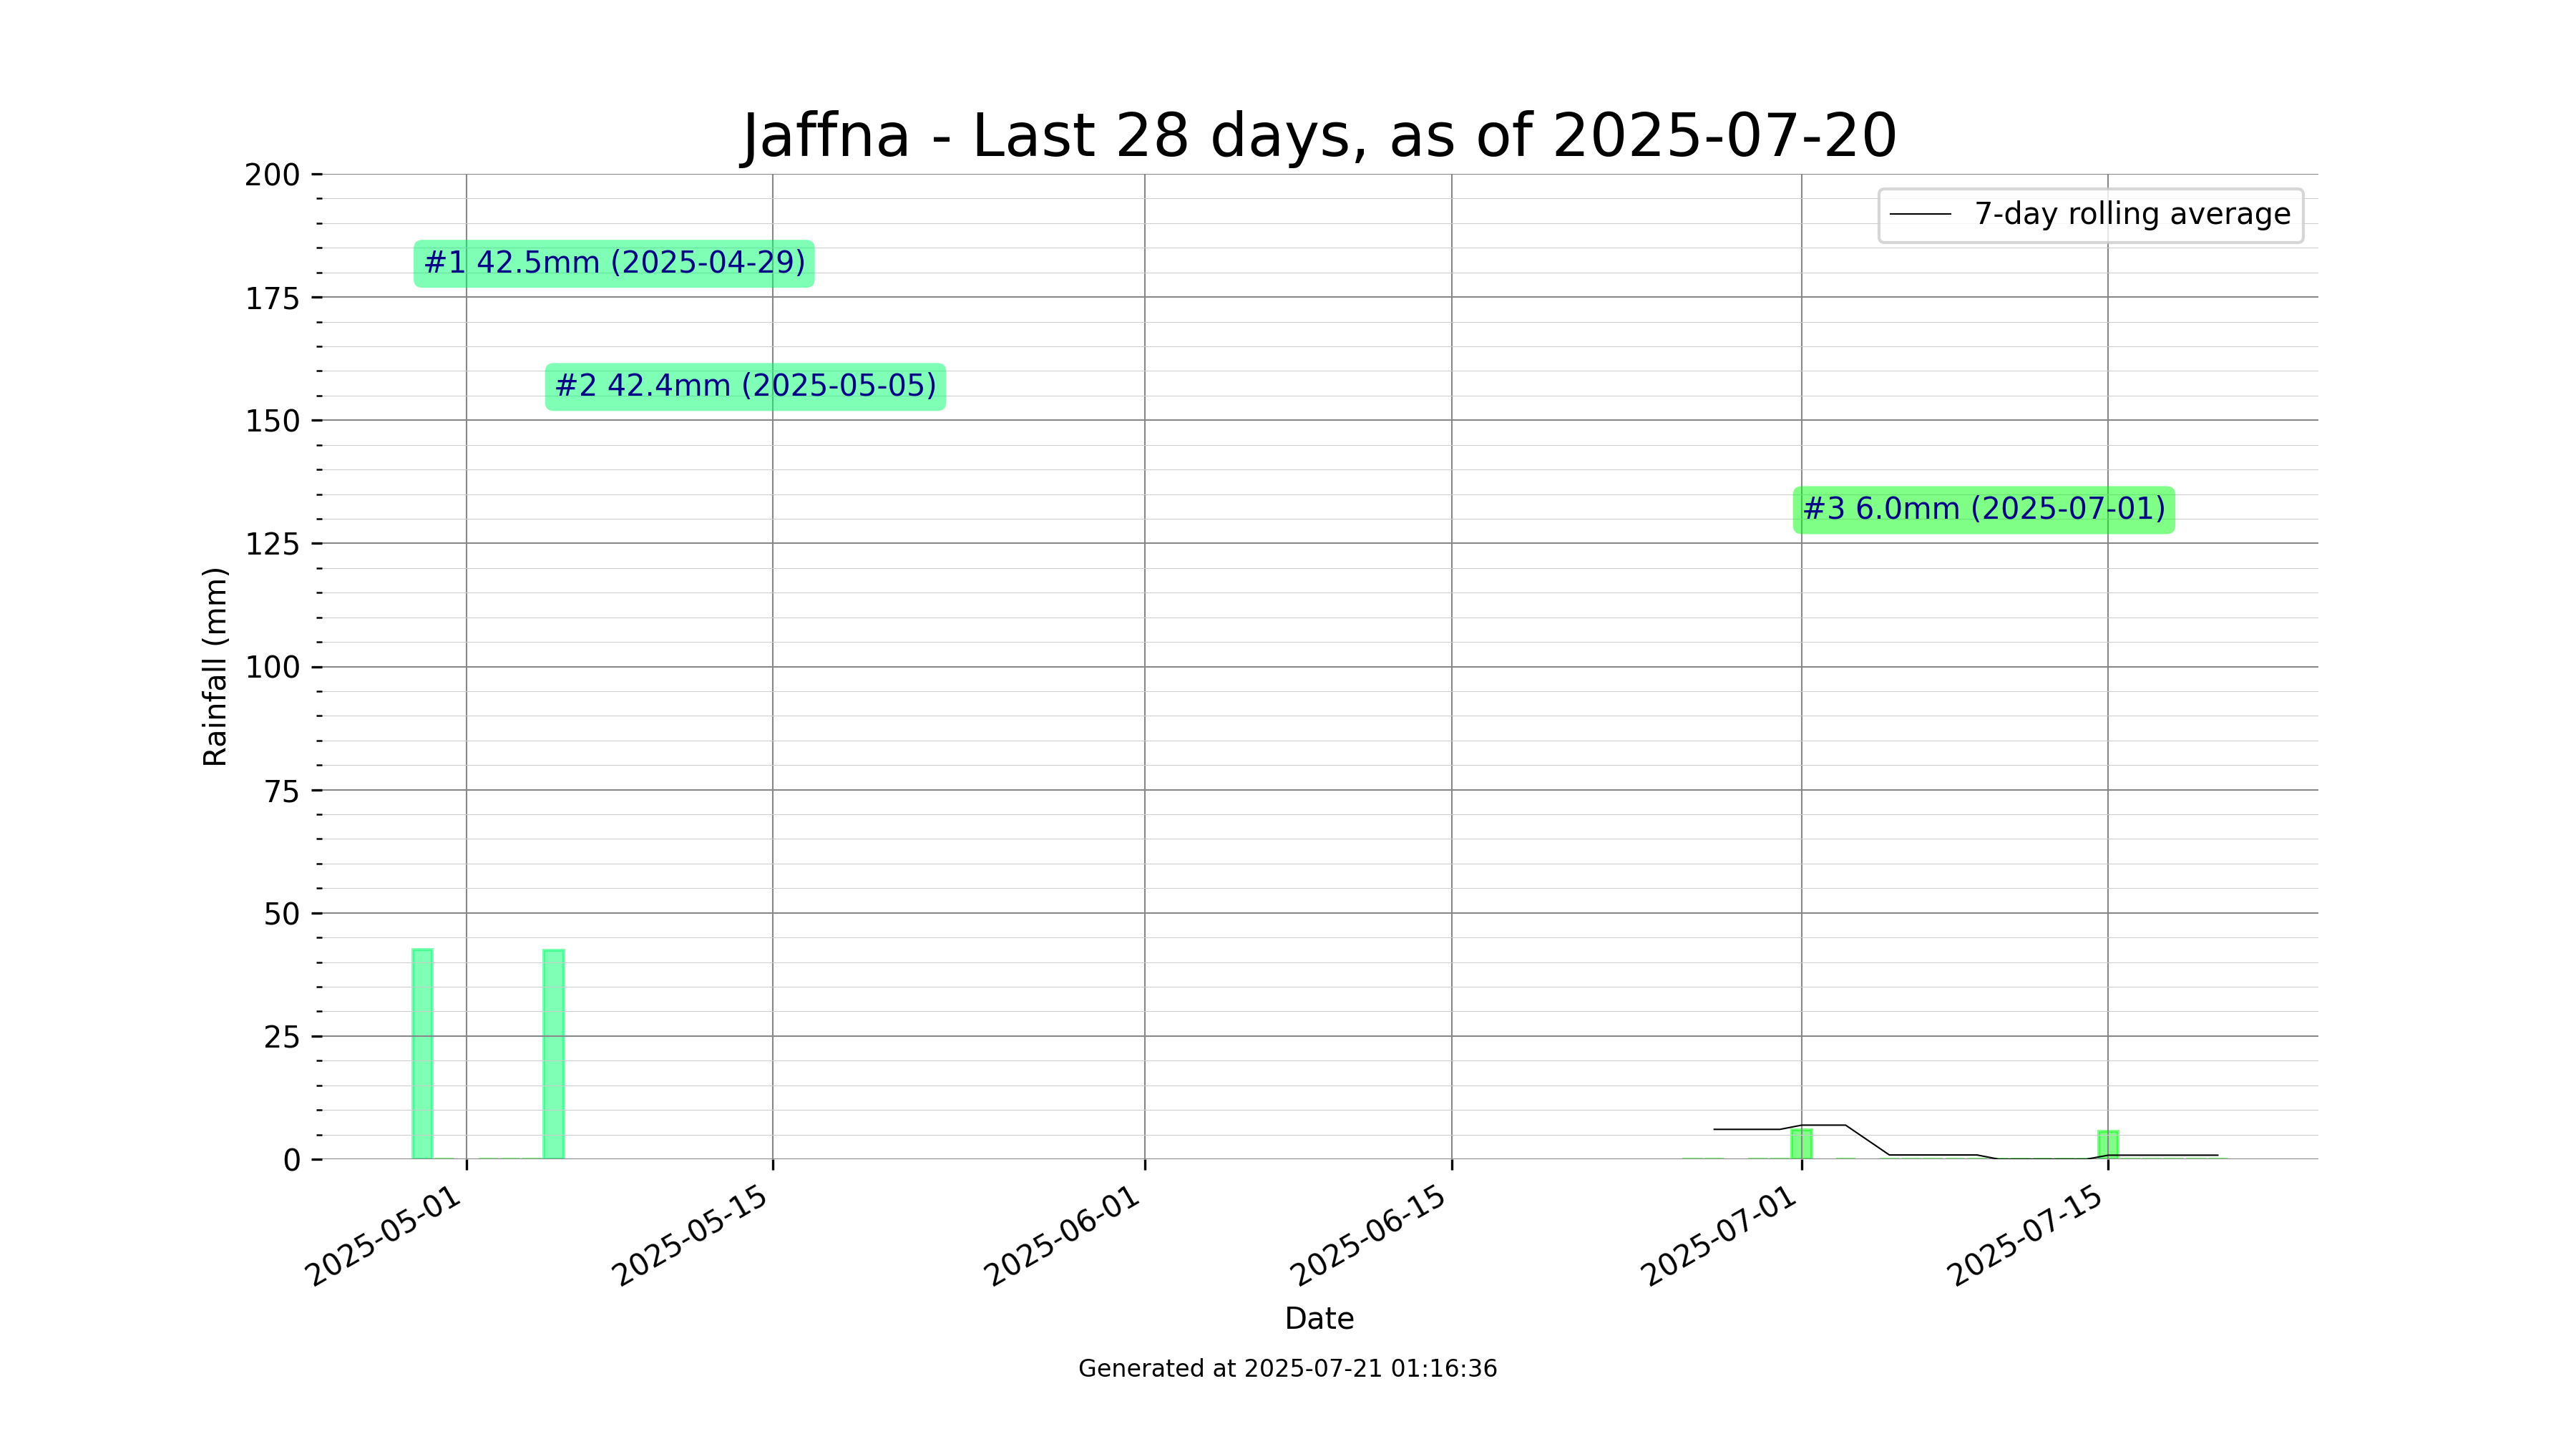 Jaffna - Last 28 days, as of 2025-07-20
7-day rolling average
#1 42.5mm (2025-04-29)
#2 42.4mm (2025-05-05)
#3 6.0mm (2025-07-01)
Rainfall (mm)
200
175
150
125
100
75
50
25
0
2025-05-01
2025-05-15
2025-06-01
2025-06-15
2025-07-01
2025-07-15
Date
Generated at 2025-07-21 01:16:36